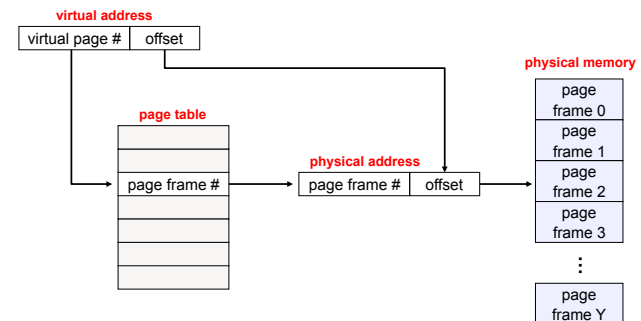 virtual address
virtual page # offset
physical memory
page
frame 0
page table
page
frame 1
physical address
page frame # page frame # offset
page
frame 2
page
frame 3
⋮
page
frame Y